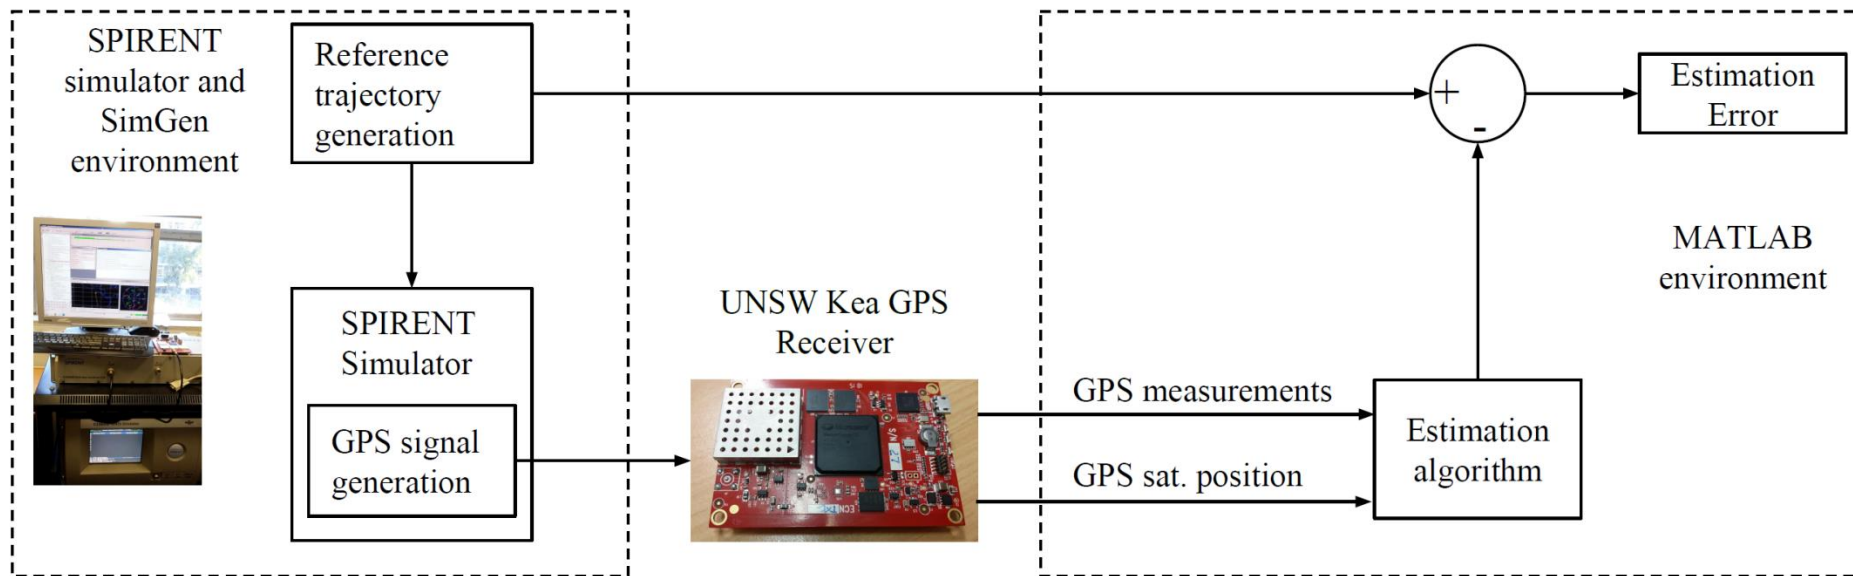 SPIRENT
simulator and
SimGen
environment
Reference
trajectory
generation
SPIRENT
Simulator
GPS signal
generation
UNSW Kea GPS
Receiver
GPS measurements
GPS sat. position
Estimation
algorithm
+
-
Estimation
Error
MATLAB
environment